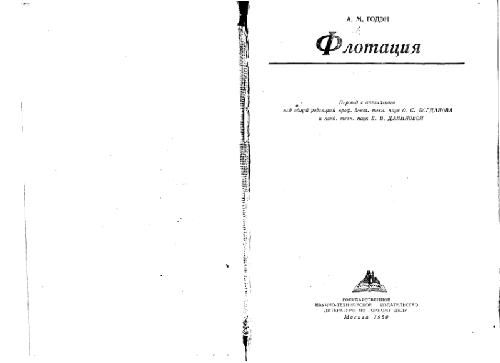 А. М. ГОДЭН
Флотация
Перевод с английского
под общей редакцией проф. докт. техн. наук О. С. БОГДАНОВА
и канд. техн. наук Е. В. ДАНИЛОВОЙ
ГОСУДАРСТВЕННОЕ
НАУЧНО-ТЕХНИЧЕСКОЕ ИЗДАТЕЛЬСТВО
ЛИТЕРАТУРЫ ПО ГОРНОМУ ДЕЛУ
Москва 1959